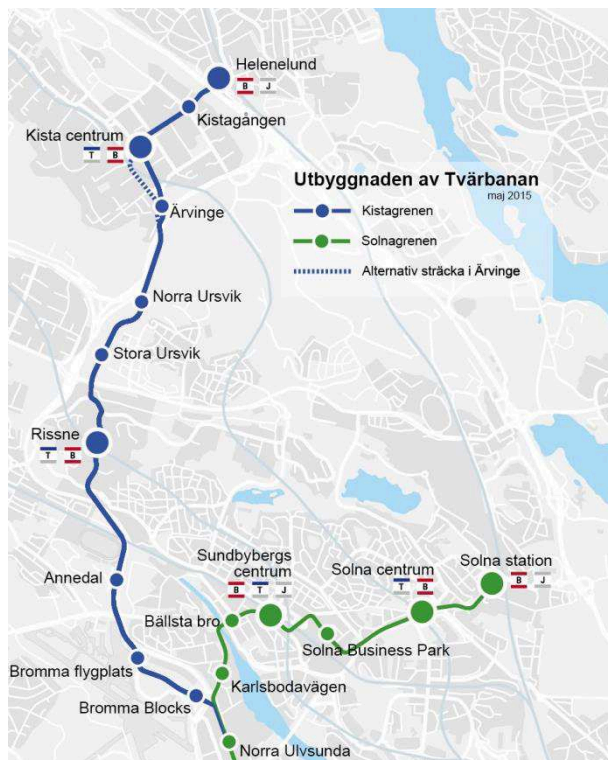 Helenelund
B J
Kistagången
Kista centrum
T B
Utbyggnaden av Tvärbanan
maj 2015
Kistagrenen
Solnagrenen
Alternativ sträcka i Ärvinge
Ärvinge
Norra Ursvik
Stora Ursvik
Rissne
T B
Annedal
Sundbybergs
centrum
B T J
Solna centrum
T B
Solna station
B J
Bällsta bro
Solna Business Park
Bromma flygplats
Karlsbodavägen
Bromma Blocks
Norra Ulvsunda